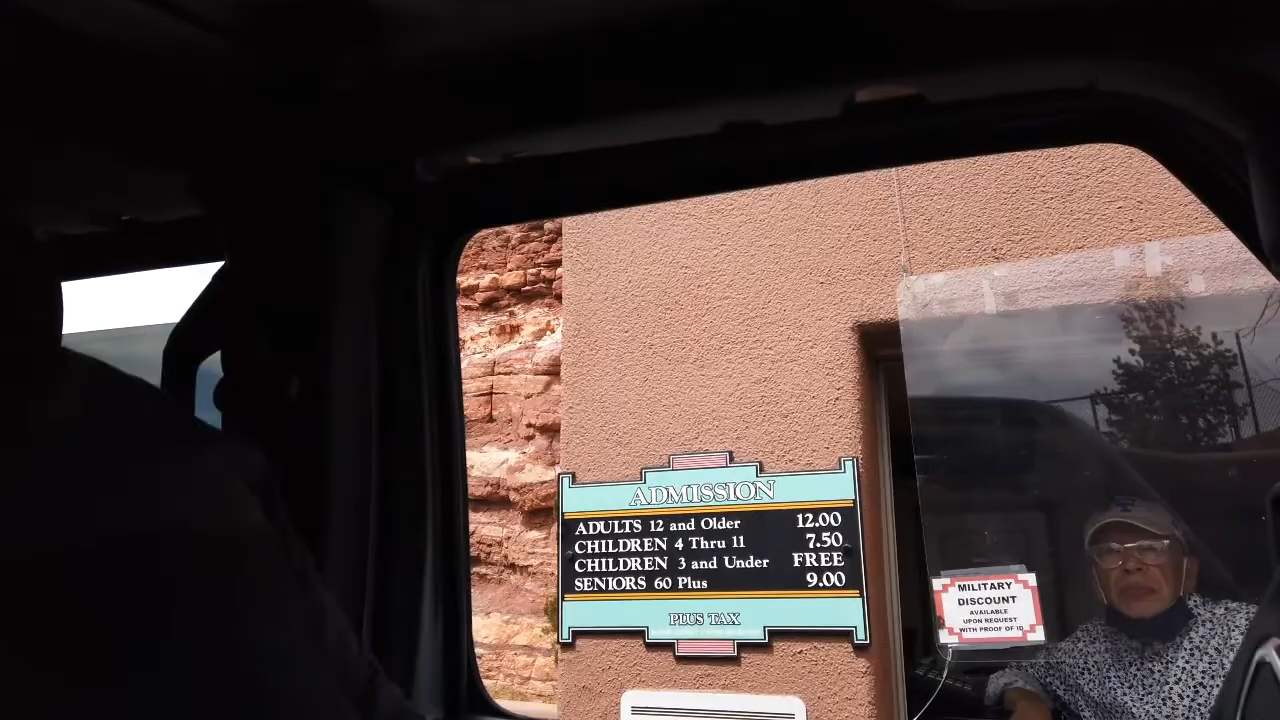 ADMISSION
ADULTS 12 and Older 12.00
CHILDREN 4 Thru 11 7.50
CHILDREN 3 and Under FREE
SENIORS 60 Plus 9.00
PLUS TAX
MILITARY
DISCOUNT
AVAILABLE
UPON REQUEST
WITH PROOF OF ID